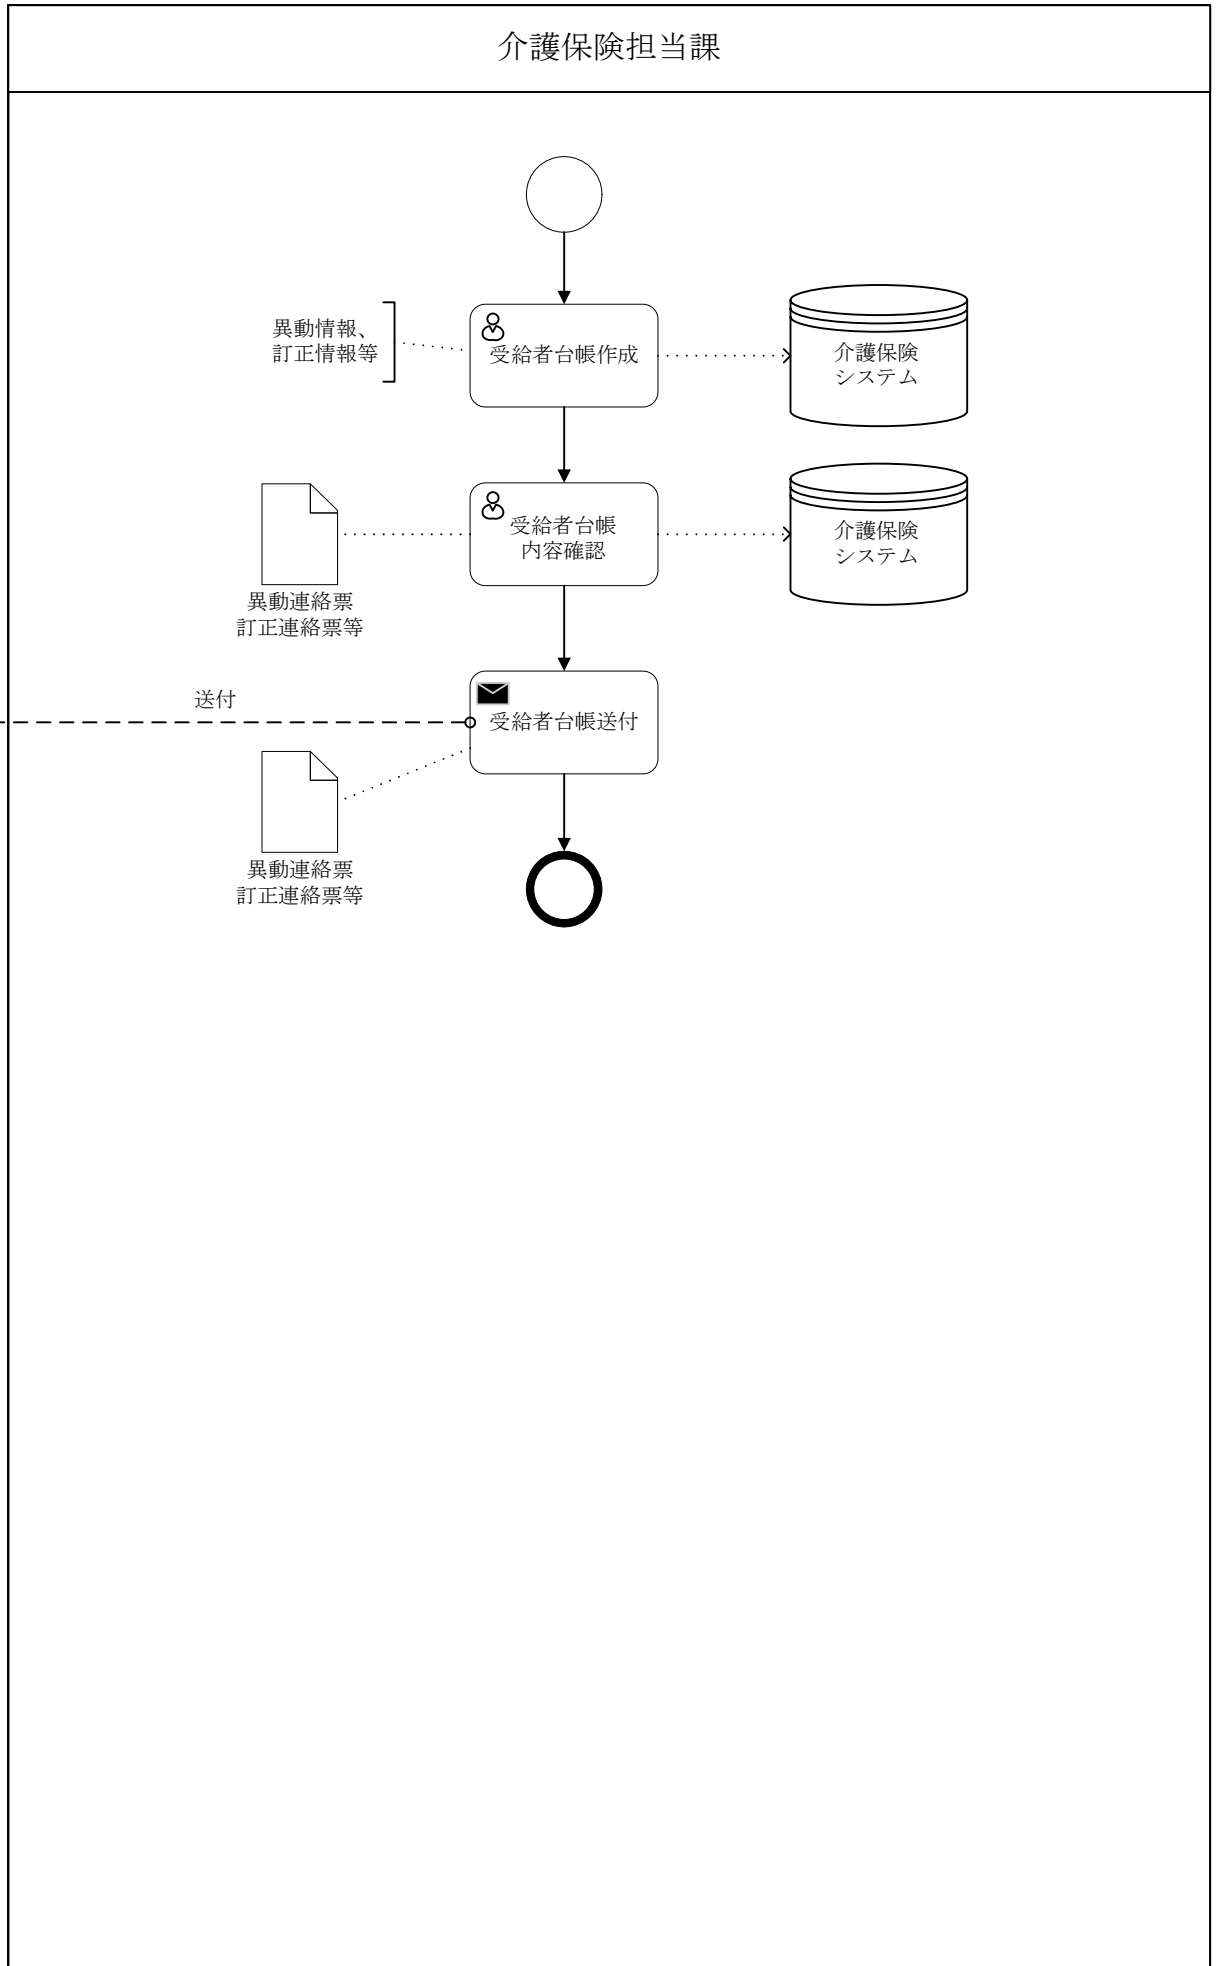 介護保険担当課
異動情報、
訂正情報等
受給者台帳作成
介護保険
システム
受給者台帳
内容確認
介護保険
システム
異動連絡票
訂正連絡票等
送付
受給者台帳送付
異動連絡票
訂正連絡票等